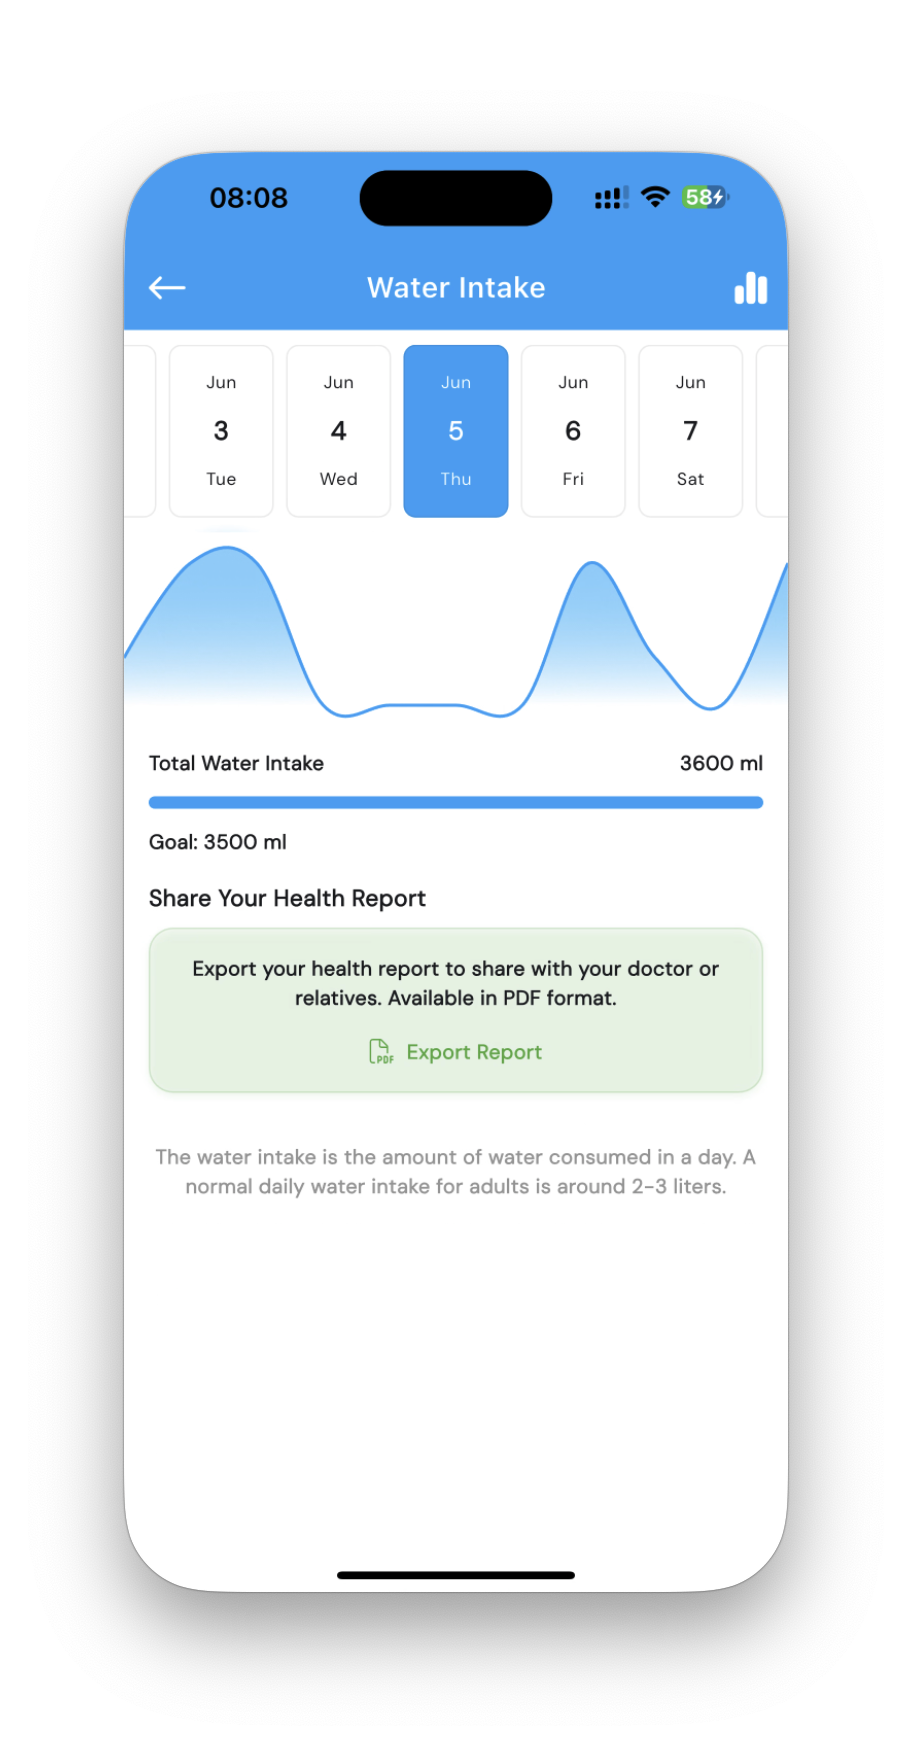 08:08
58
Water Intake
Jun
3
Tue
Jun
4
Wed
Jun
5
Thu
Jun
6
Fri
Jun
7
Sat
Total Water Intake 3600 ml
Goal: 3500 ml
Share Your Health Report
Export your health report to share with your doctor or
relatives. Available in PDF format.
PDF Export Report
The water intake is the amount of water consumed in a day. A
normal daily water intake for adults is around 2-3 liters.